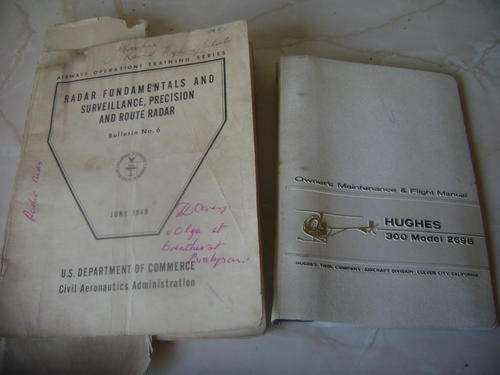 AIRWAYS OPERATIONS TRAINING SERIES
RADAR FUNDAMENTALS AND
SURVEILLANCE, PRECISION
AND ROUTE RADAR
Bulletin No. 6
JUNE 1949
U.S. DEPARTMENT OF COMMERCE
Civil Aeronautics Administration
Owner's Maintenance & Flight Manual
HUGHES
300 Model 269B
HUGHES TOOL COMPANY · AIRCRAFT DIVISION · CULVER CITY, CALIFORNIA